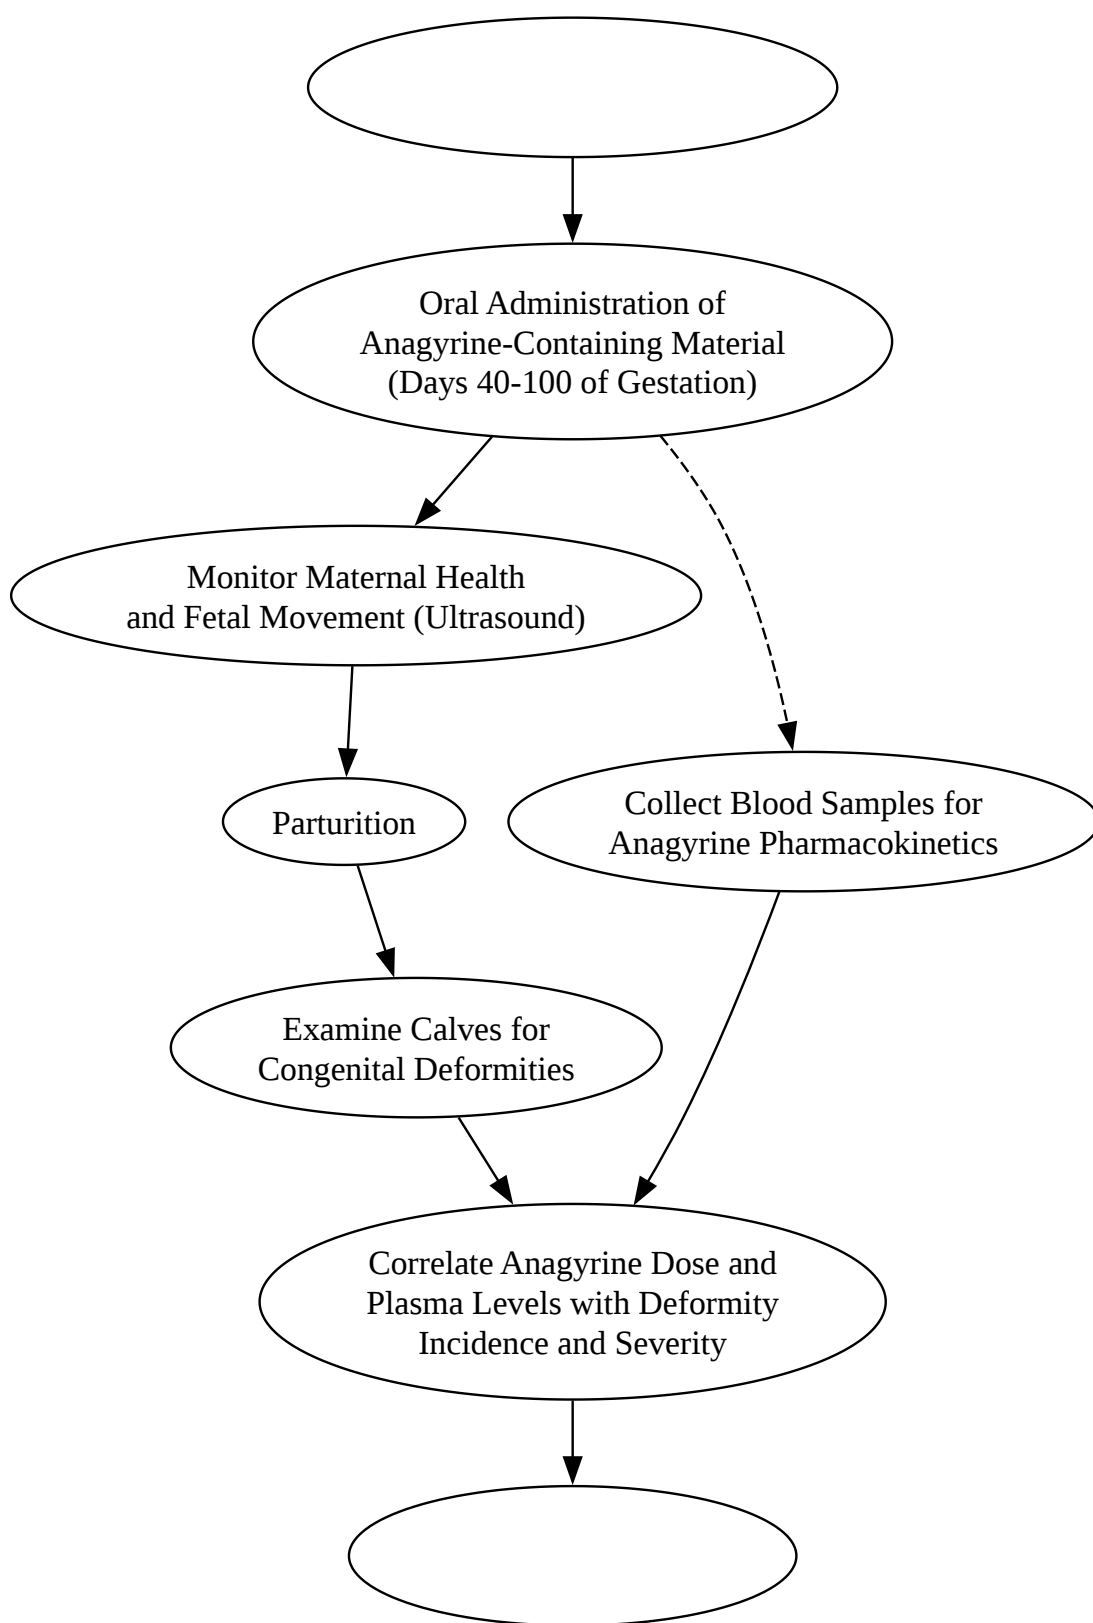 Oral Administration of
Anagyrine-Containing Material
(Days 40-100 of Gestation)
Monitor Maternal Health
and Fetal Movement (Ultrasound)
Collect Blood Samples for
Anagyrine Pharmacokinetics
Parturition
Examine Calves for
Congenital Deformities
Correlate Anagyrine Dose and
Plasma Levels with Deformity
Incidence and Severity